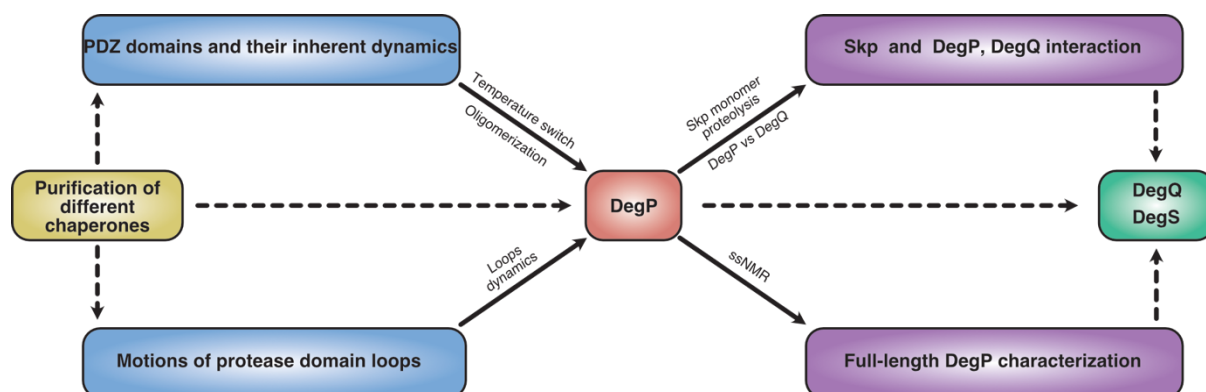 PDZ domains and their inherent dynamics
Skp and DegP, DegQ interaction
Temperature switch
Oligomerization
Skp monomer
proteolysis
DegP vs DegQ
Purification of
different
chaperones
DegP
DegQ
DegS
Loops
dynamics
ssNMR
Motions of protease domain loops
Full-length DegP characterization